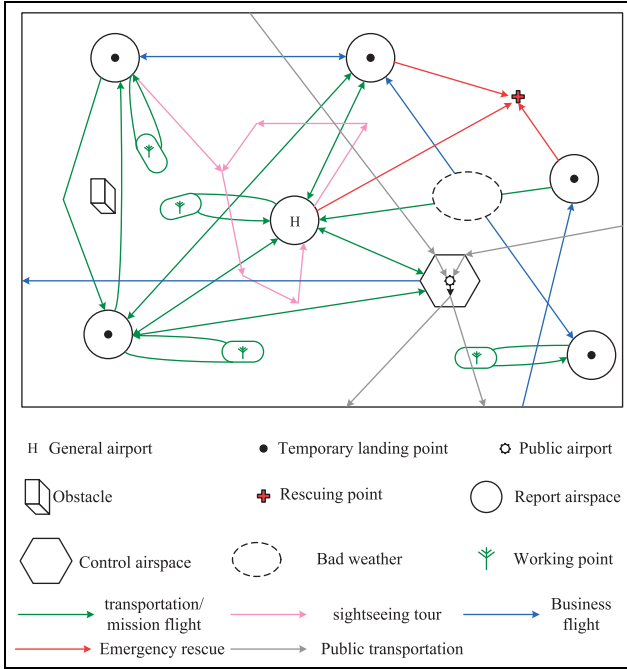 H
H General airport
Temporary landing point
Public airport
Obstacle
Rescuing point
Report airspace
Control airspace
Bad weather
Working point
transportation/
mission flight
sightseeing tour
Business
flight
Emergency rescue
Public transportation